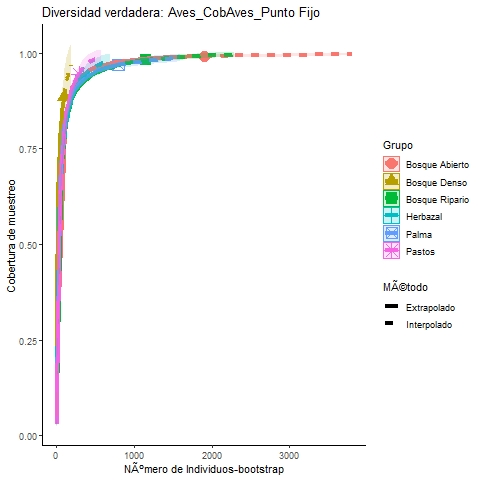 Diversidad verdadera: Aves_CobAves_Punto Fijo
1.00
0.75
0.50
0.25
0.00
Cobertura de muestreo
0
1000
2000
3000
NÃºmero de Individuos-bootstrap
Grupo
Bosque Abierto
Bosque Denso
Bosque Ripario
Herbazal
Palma
Pastos
MÃ©todo
Extrapolado
Interpolado